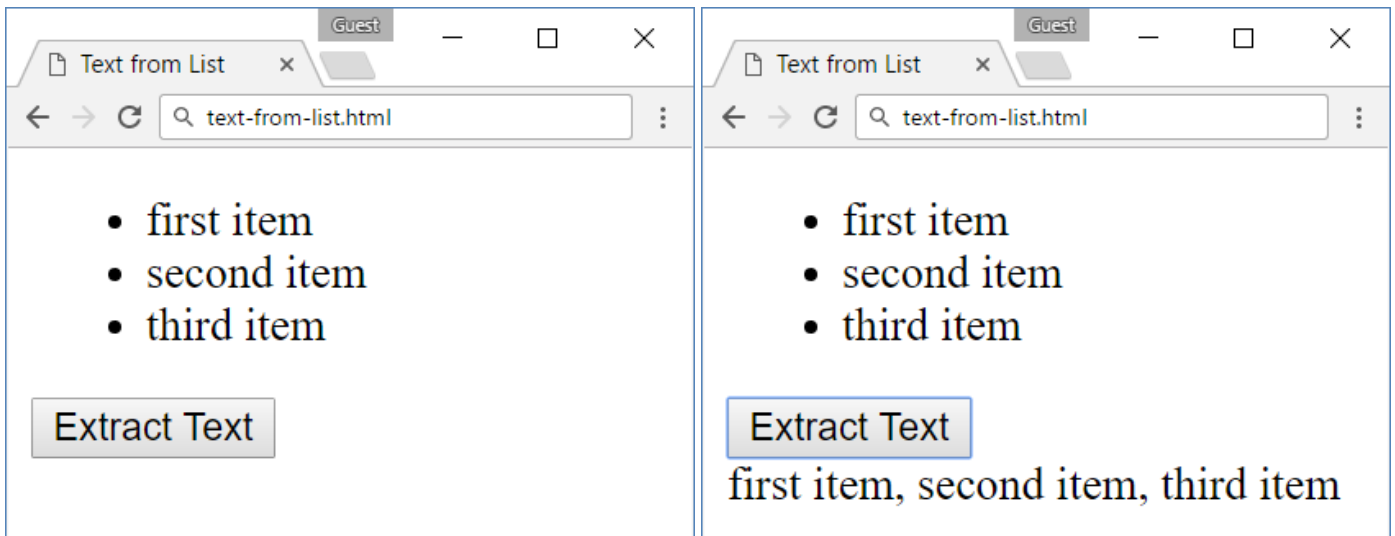 Guest
Text from List
text-from-list.html
first item
second item
third item
Extract Text
Guest
Text from List
text-from-list.html
first item
second item
third item
Extract Text
first item, second item, third item